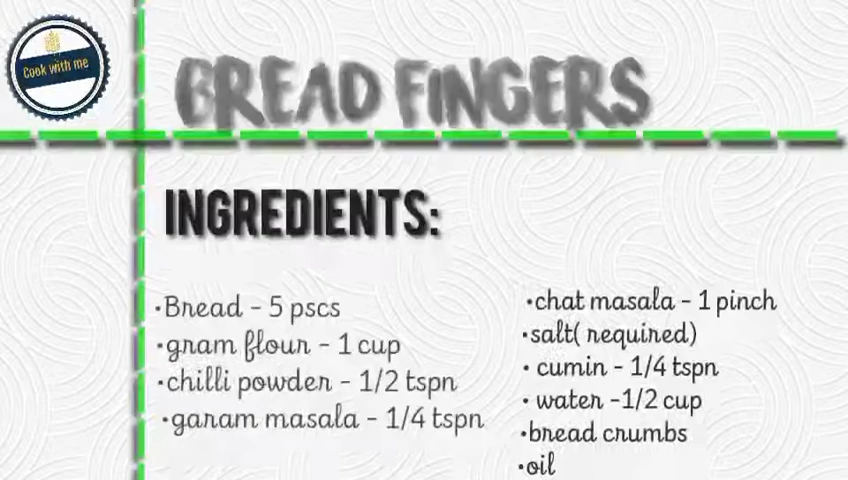 Cook with me
BREAD FINGERS
INGREDIENTS:
•Bread - 5 pscs
•gram flour - 1 cup
•chilli powder - 1/2 tspn
•garam masala - 1/4 tspn
•chat masala - 1 pinch
•salt( required)
• cumin - 1/4 tspn
• water -1/2 cup
•bread crumbs
•oil